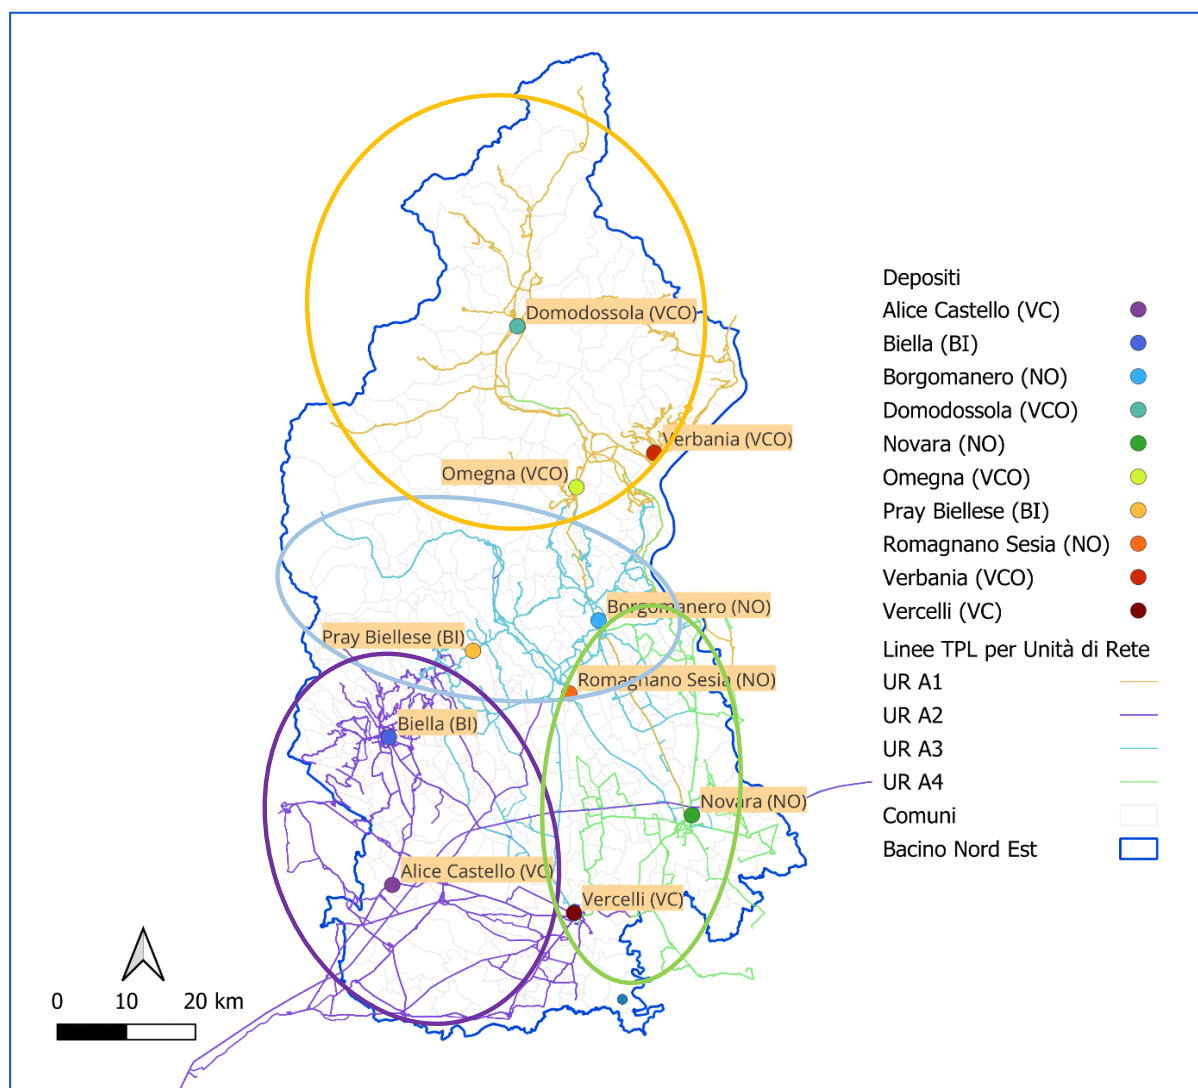 Domodossola (VCO)
Verbania (VCO)
Omegna (VCO)
Borgomanero (NO)
Pray Biellese (BI)
Romagnano Sesia (NO)
Biella (BI)
Novara (NO)
Alice Castello (VC)
Vercelli (VC)
0 10 20 km
Depositi
Alice Castello (VC)
Biella (BI)
Borgomanero (NO)
Domodossola (VCO)
Novara (NO)
Omegna (VCO)
Pray Biellese (BI)
Romagnano Sesia (NO)
Verbania (VCO)
Vercelli (VC)
Linee TPL per Unità di Rete
UR A1
UR A2
UR A3
UR A4
Comuni
Bacino Nord Est